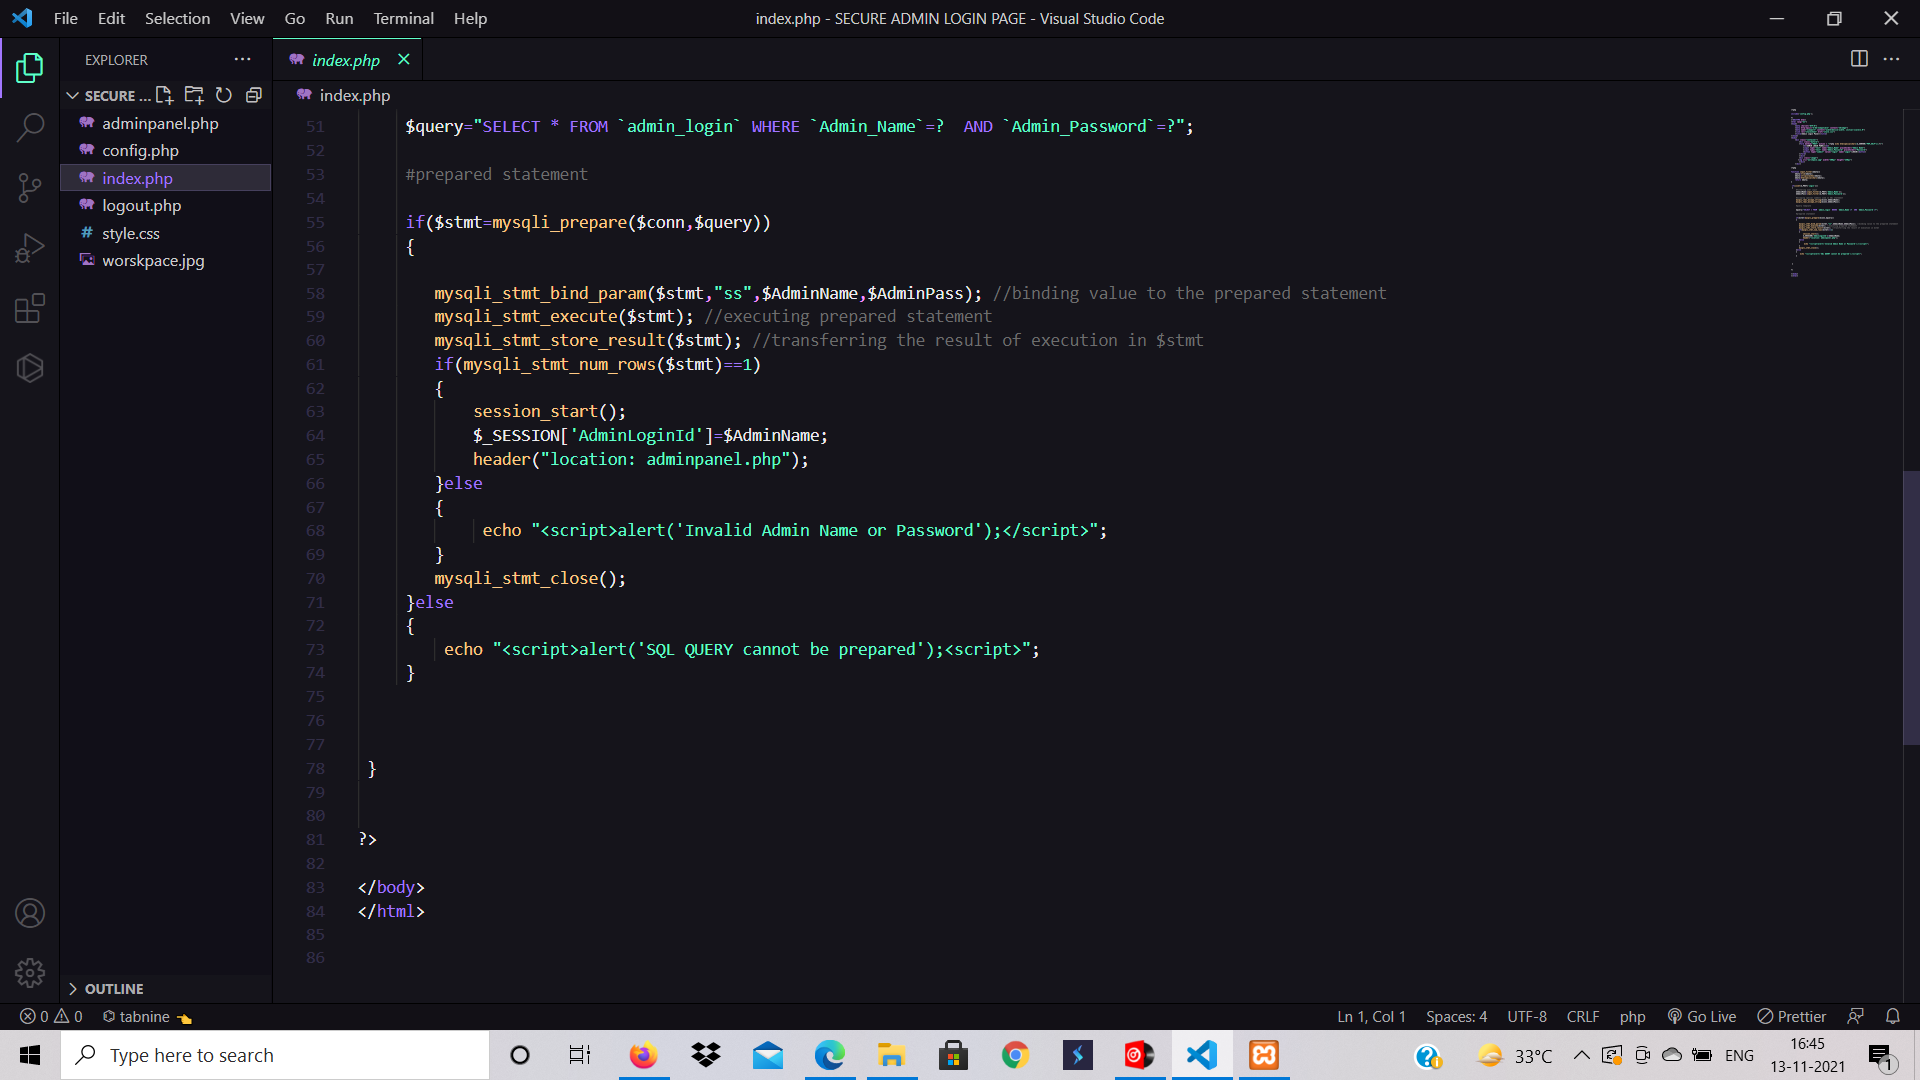 File Edit Selection View Go Run Terminal Help
index.php - SECURE ADMIN LOGIN PAGE - Visual Studio Code
EXPLORER
SECURE ...
adminpanel.php
config.php
index.php
logout.php
style.css
worskpace.jpg
OUTLINE
index.php
index.php
51 $query="SELECT * FROM `admin_login` WHERE `Admin_Name`=?  AND `Admin_Password`=?";
52
53 #prepared statement
54
55 if($stmt=mysqli_prepare($conn,$query))
56 {
57
58 mysqli_stmt_bind_param($stmt,"ss",$AdminName,$AdminPass); //binding value to the prepared statement
59 mysqli_stmt_execute($stmt); //executing prepared statement
60 mysqli_stmt_store_result($stmt); //transferring the result of execution in $stmt
61 if(mysqli_stmt_num_rows($stmt)==1)
62 {
63 session_start();
64 $_SESSION['AdminLoginId']=$AdminName;
65 header("location: adminpanel.php");
66 }else
67 {
68 echo "<script>alert('Invalid Admin Name or Password');</script>";
69 }
70 mysqli_stmt_close();
71 }else
72 {
73 echo "<script>alert('SQL QUERY cannot be prepared');<script>";
74 }
75
76
77
78 }
79
80
81 ?>
82
83 </body>
84 </html>
85
86
0 0 tabnine
Ln 1, Col 1 Spaces: 4 UTF-8 CRLF php Go Live Prettier
Type here to search
33°C ENG
16:45
13-11-2021
1